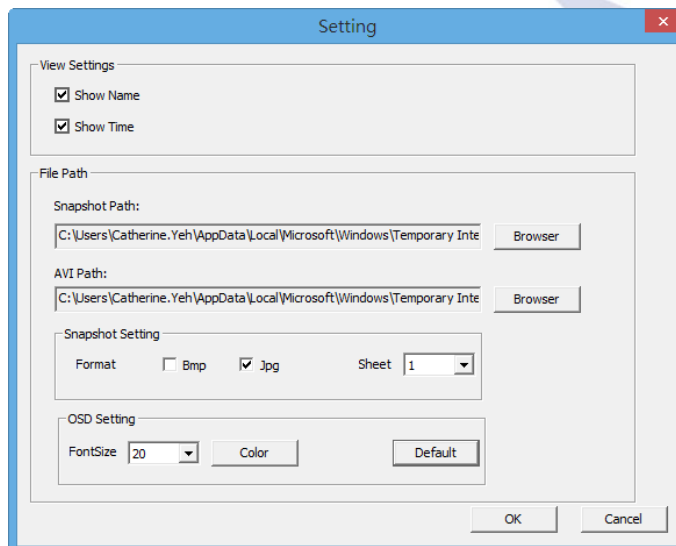 Setting
View Settings
Show Name
Show Time
File Path
Snapshot Path:
C:\Users\Catherine.Yeh\AppData\Local\Microsoft\Windows\Temporary Inte
Browser
AVI Path:
C:\Users\Catherine.Yeh\AppData\Local\Microsoft\Windows\Temporary Inte
Browser
Snapshot Setting
Format Bmp Jpg Sheet 1
OSD Setting
FontSize 20 Color Default
OK Cancel